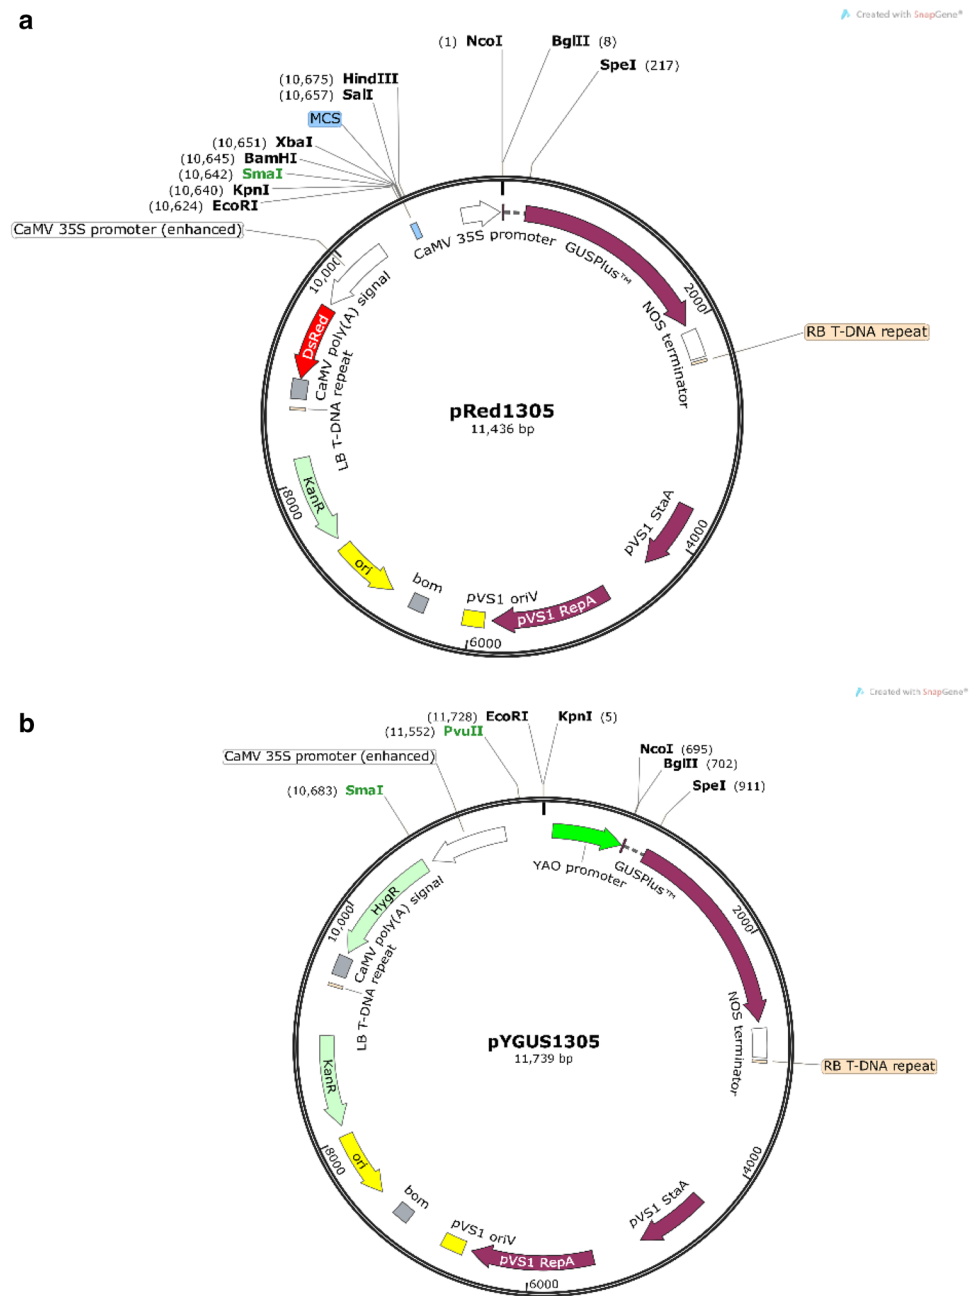 a
Created with SnapGene®
(1) NcoI
BglII (8)
SpeI (217)
(10,675) HindIII
(10,657) SalI
MCS
(10,651) XbaI
(10,645) BamHI
(10,642) SmaI
(10,640) KpnI
(10,624) EcoRI
CaMV 35S promoter (enhanced)
CaMV 35S promoter
GUSPlus™
10,000
2000
NOS terminator
RB T-DNA repeat
DsRed
CaMV poly(A) signal
LB T-DNA repeat
pRed1305
11,436 bp
KanR
8000
ori
bom
pVS1 oriV
pVS1 RepA
pVS1 StaA
4000
6000
Created with SnapGene®
b
(11,728) EcoRI
KpnI (5)
(11,552) PvuII
NcoI (695)
BglII (702)
SpeI (911)
CaMV 35S promoter (enhanced)
(10,683) SmaI
YAO promoter
GUSPlus™
HygR
10,000
2000
CaMV poly(A) signal
LB T-DNA repeat
NOS terminator
pYGUS1305
11,739 bp
RB T-DNA repeat
KanR
8000
ori
4000
bom
pVS1 StaA
pVS1 oriV
pVS1 RepA
6000